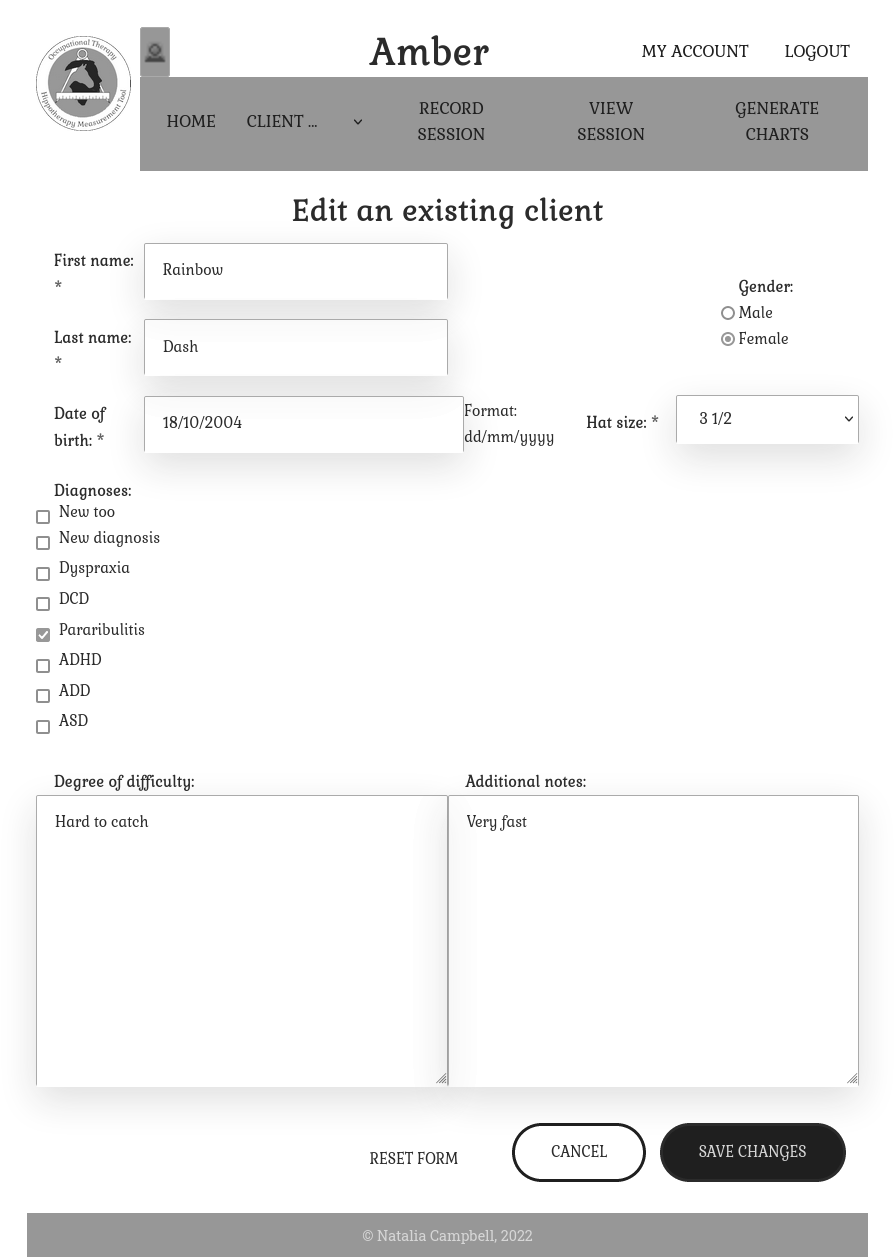 Occupational Therapy
Hippotherapy Measurement Tool
Amber
MY ACCOUNT
LOGOUT
HOME
CLIENT ...
RECORD
SESSION
VIEW
SESSION
GENERATE
CHARTS
Edit an existing client
First name:
*
Rainbow
Gender:
Male
Female
Last name:
*
Dash
Date of
birth: *
18/10/2004
Format:
dd/mm/yyyy
Hat size: *
3 1/2
Diagnoses:
New too
New diagnosis
Dyspraxia
DCD
Pararibulitis
ADHD
ADD
ASD
Degree of difficulty:
Additional notes:
Hard to catch
Very fast
RESET FORM
CANCEL
SAVE CHANGES
© Natalia Campbell, 2022